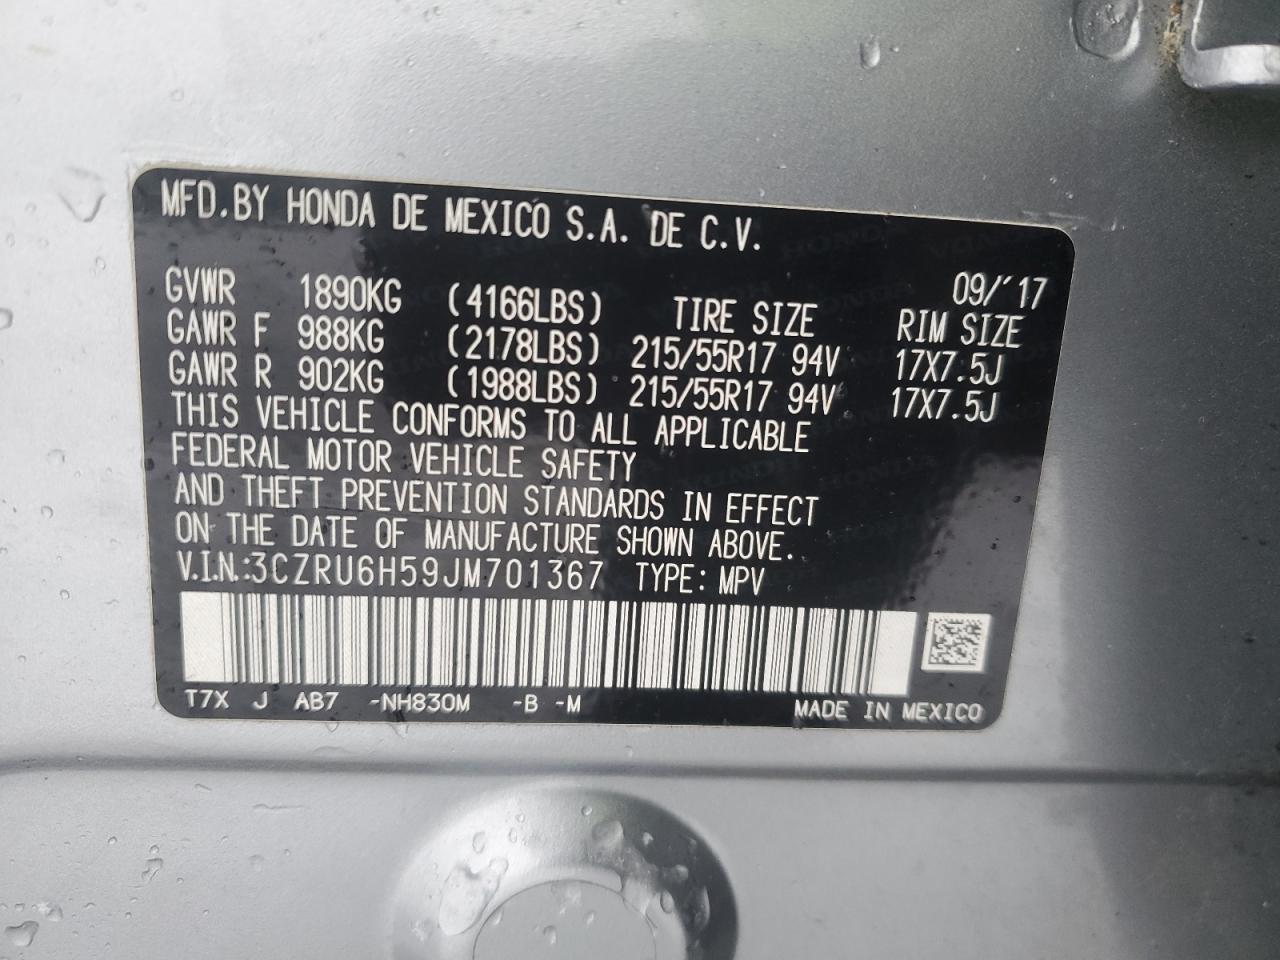 MFD.BY HONDA DE MEXICO S.A. DE C.V.
09/'17
GVWR 1890KG (4166LBS) TIRE SIZE RIM SIZE
GAWR F 988KG (2178LBS) 215/55R17 94V 17X7.5J
GAWR R 902KG (1988LBS) 215/55R17 94V 17X7.5J
THIS VEHICLE CONFORMS TO ALL APPLICABLE
FEDERAL MOTOR VEHICLE SAFETY
AND THEFT PREVENTION STANDARDS IN EFFECT
ON THE DATE OF MANUFACTURE SHOWN ABOVE.
V.I.N.:3CZRU6H59JM701367 TYPE: MPV
T7X J AB7 -NH830M -B -M MADE IN MEXICO